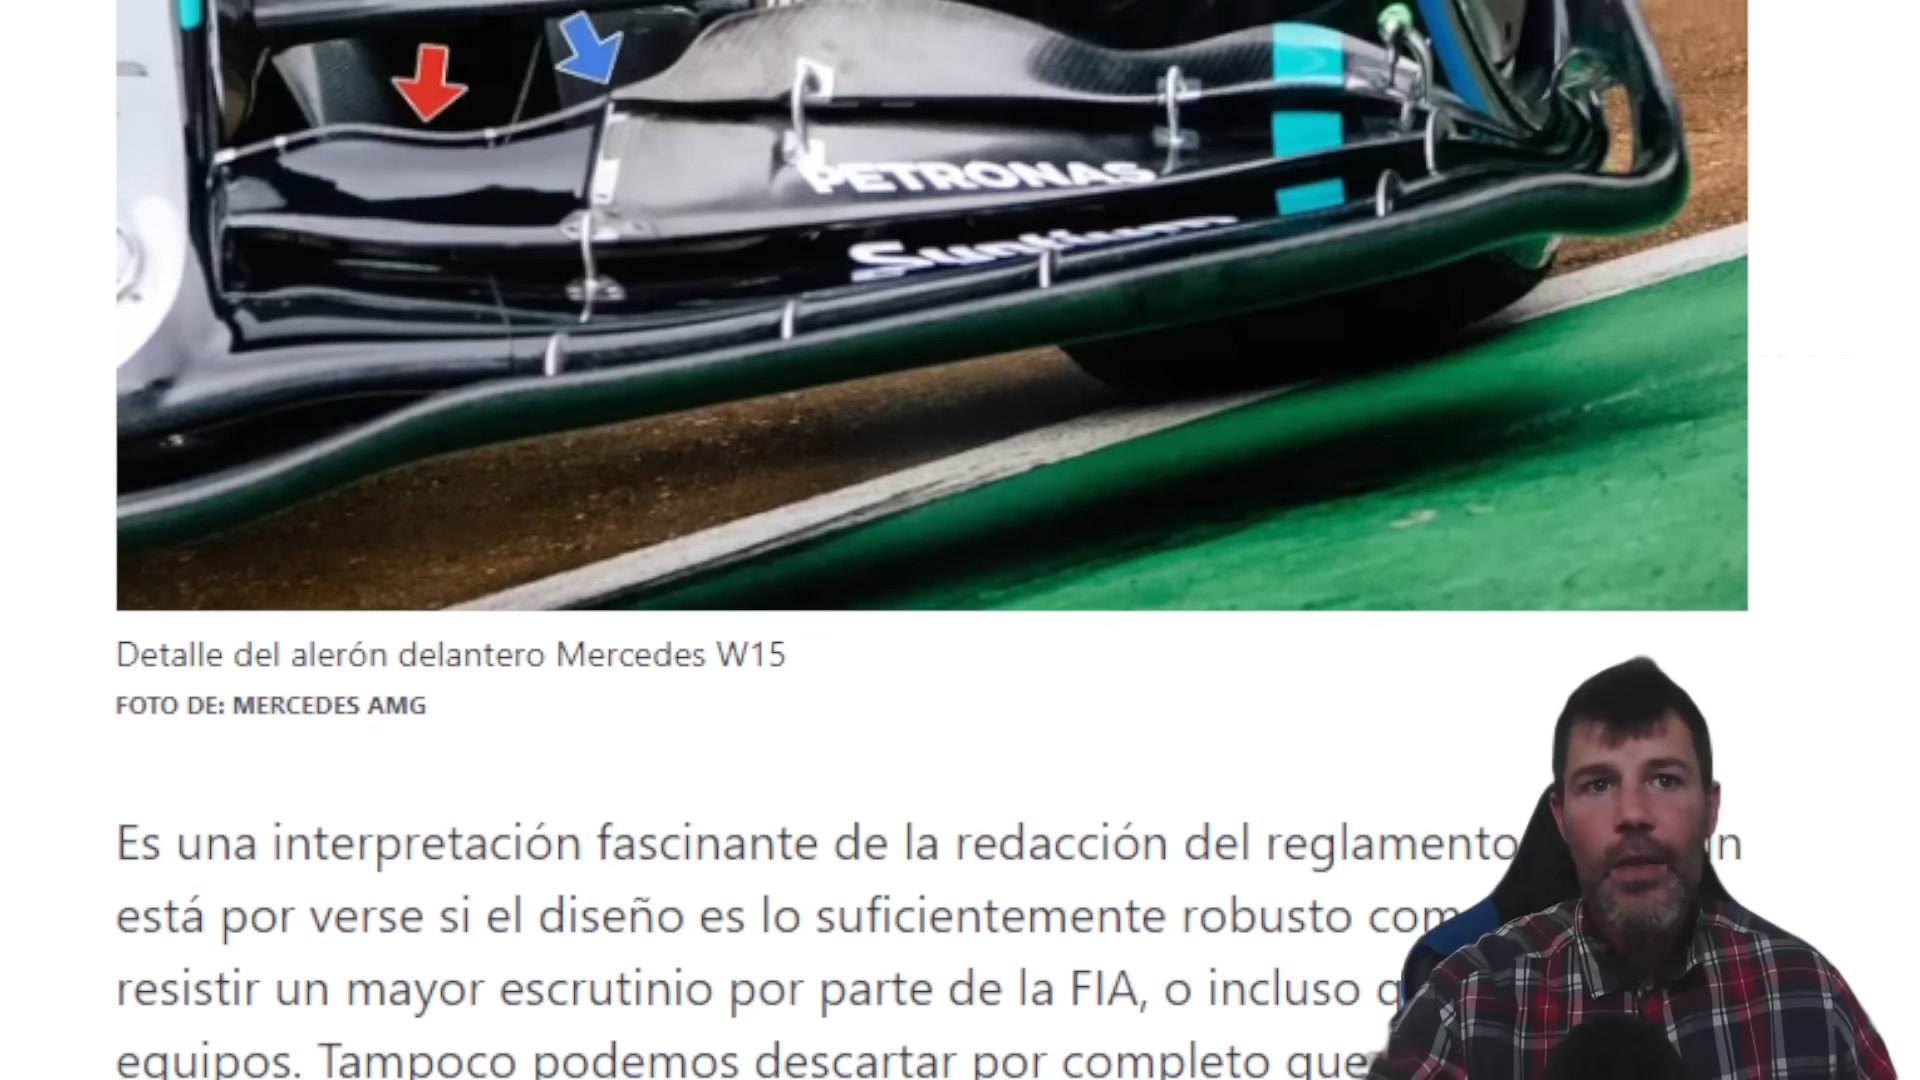 PETRONAS
Detalle del alerón delantero Mercedes W15
FOTO DE: MERCEDES AMG
Es una interpretación fascinante de la redacción del reglamento
está por verse si el diseño es lo suficientemente robusto
resistir un mayor escrutinio por parte de la FIA, o incluso
equipos. Tampoco podemos descartar por completo que